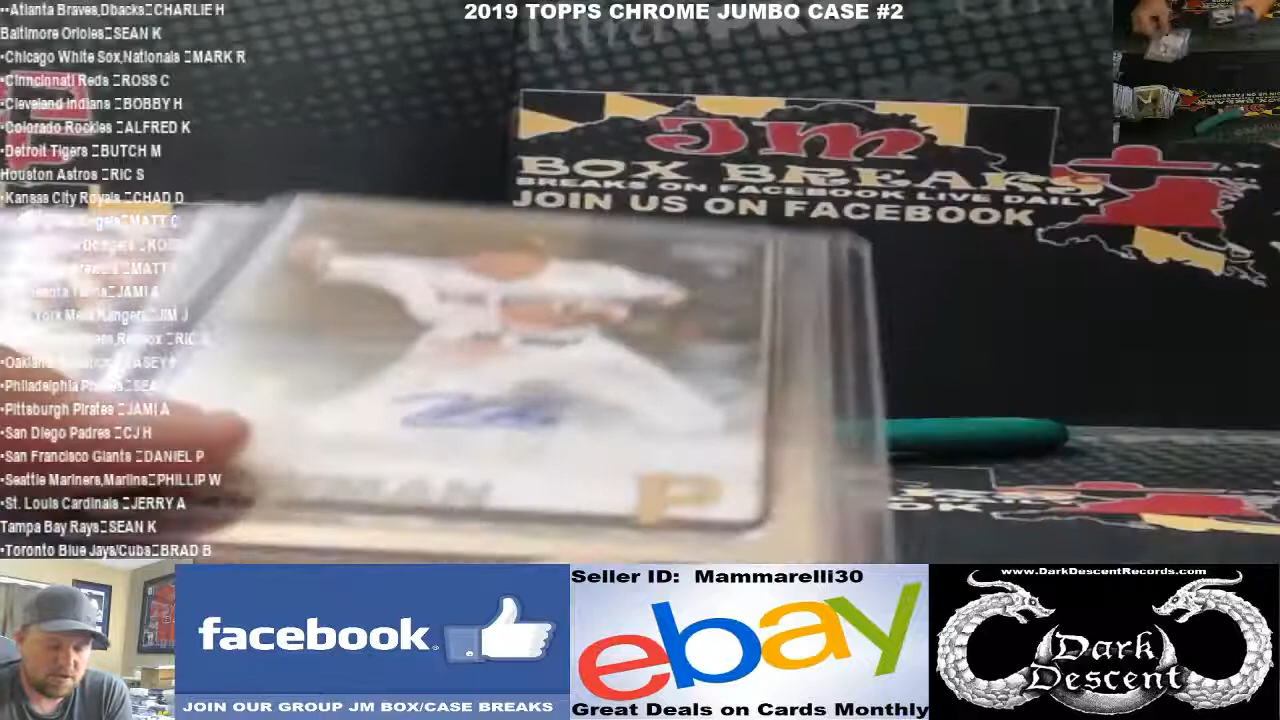 2019 TOPPS CHROME JUMBO CASE #2
Atlanta Braves,Dbacks CHARLIE H
Baltimore Orioles SEAN K
•Chicago White Sox,Nationals MARK R
•Cinncinnati Reds ROSS C
•Cleveland Indians BOBBY H
•Colorado Rockies ALFRED K
•Detroit Tigers BUTCH M
Houston Astros RIC S
•Kansas City Royals CHAD D
MATT C
MATT
JAMI A
JIM J
•Philadelphia
•Pittsburgh Pirates JAMI A
•San Diego Padres CJ H
•San Francisco Giants DANIEL P
•Seattle Mariners,Marlins PHILLIP W
•St. Louis Cardinals JERRY A
Tampa Bay Rays SEAN K
•Toronto Blue Jays/Cubs BRAD B
JM
BOX BREAKS
BREAKS ON FACEBOOK LIVE DAILY
JOIN US ON FACEBOOK
P
facebook
JOIN OUR GROUP JM BOX/CASE BREAKS
Seller ID: Mammarelli30
ebay
Great Deals on Cards Monthly
www.DarkDescentRecords.com
Dark
Descent